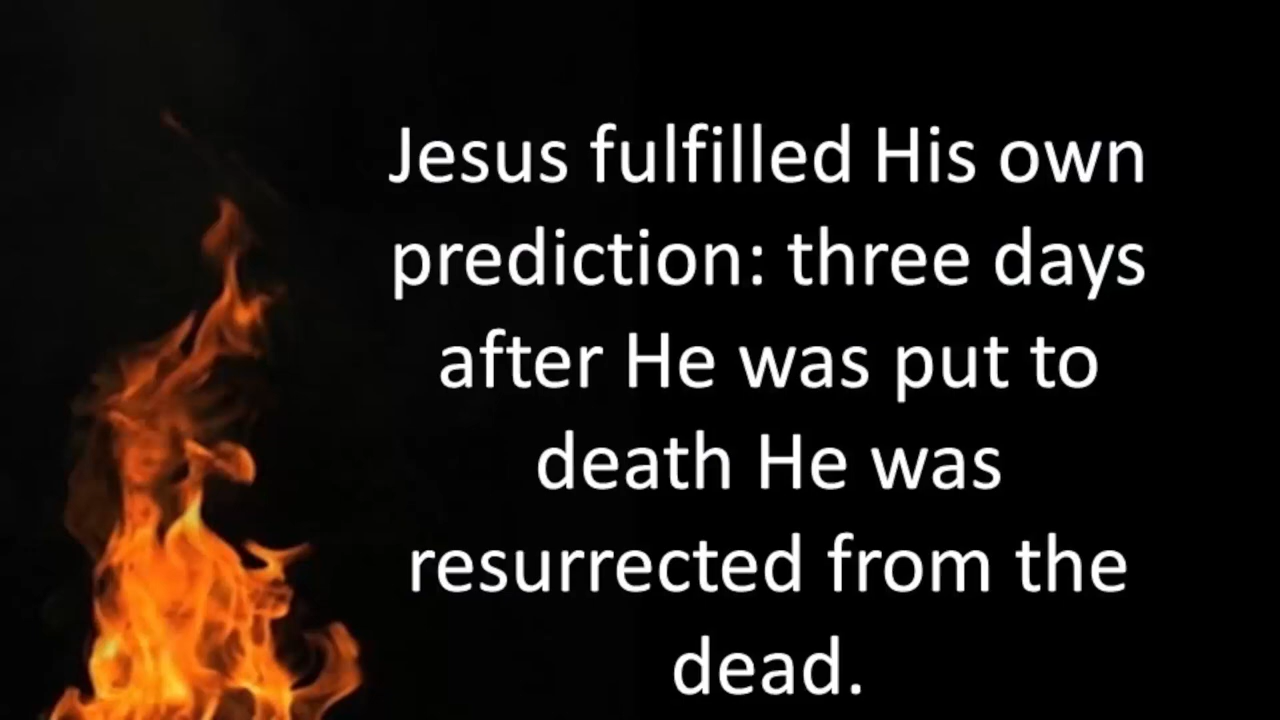 Jesus fulfilled His own
prediction: three days
after He was put to
death He was
resurrected from the
dead.